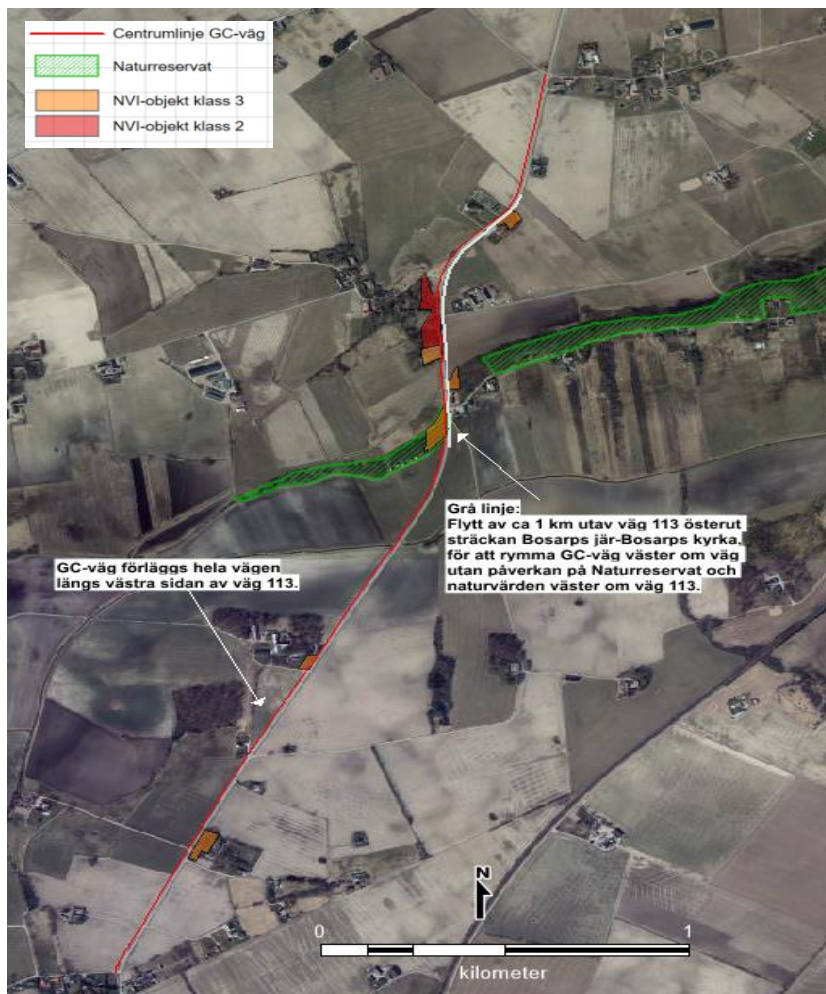 Centrumlinje GC-väg
Naturreservat
NVI-objekt klass 3
NVI-objekt klass 2
Grå linje:
Flytt av ca 1 km utav väg 113 österut
sträckan Bosarps jär-Bosarps kyrka,
för att rymma GC-väg väster om väg
utan påverkan på Naturreservat och
naturvärden väster om väg 113.
GC-väg förläggs hela vägen
längs västra sidan av väg 113.
N
0
1
kilometer